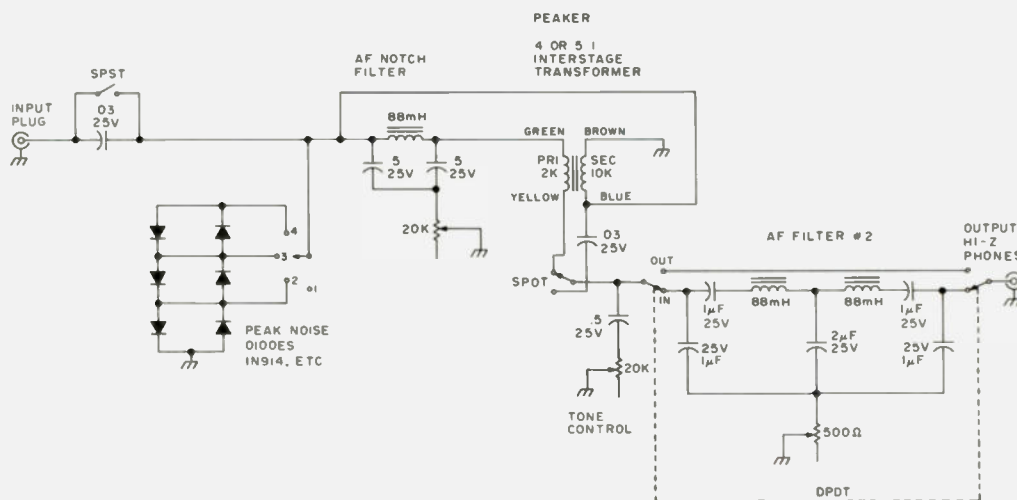 PEAKER
4 OR 5 1
INTERSTAGE
TRANSFORMER
AF NOTCH
FILTER
SPST
INPUT
PLUG
03
25V
88mH
GREEN
BROWN
.5
25V
.5
25V
PRI
2K
SEC
10K
YELLOW
BLUE
20K
03
25V
4
3
2
1
PEAK NOISE
DIODES
IN914, ETC
SPOT
OUT
IN
AF FILTER #2
OUTPUT
HI-Z
PHONES
.5
25V
20K
TONE
CONTROL
1µF
25V
88mH
88mH
1µF
25V
25V
1µF
2µF
25V
25V
1µF
500Ω
DPDT